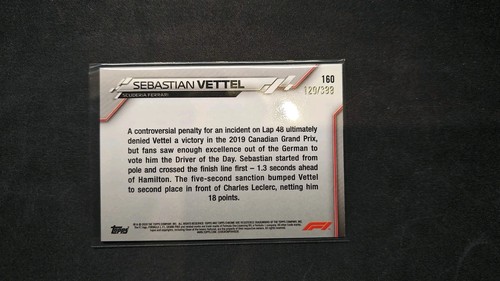 SEBASTIAN VETTEL
SCUDERIA FERRARI
160
120/399
A controversial penalty for an incident on Lap 48 ultimately
denied Vettel a victory in the 2019 Canadian Grand Prix,
but fans saw enough excellence out of the German to
vote him the Driver of the Day. Sebastian started from
pole and crossed the finish line first – 1.3 seconds ahead
of Hamilton. The five-second sanction bumped Vettel
to second place in front of Charles Leclerc, netting him
18 points.
Topps
F1